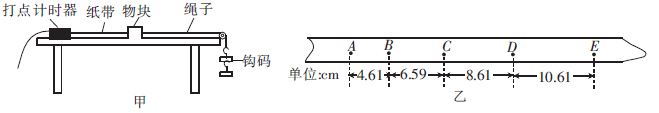 打点计时器 纸带 物块 绳子
钩码
甲
A B C D E
单位:cm 4.61 6.59 8.61 10.61
乙